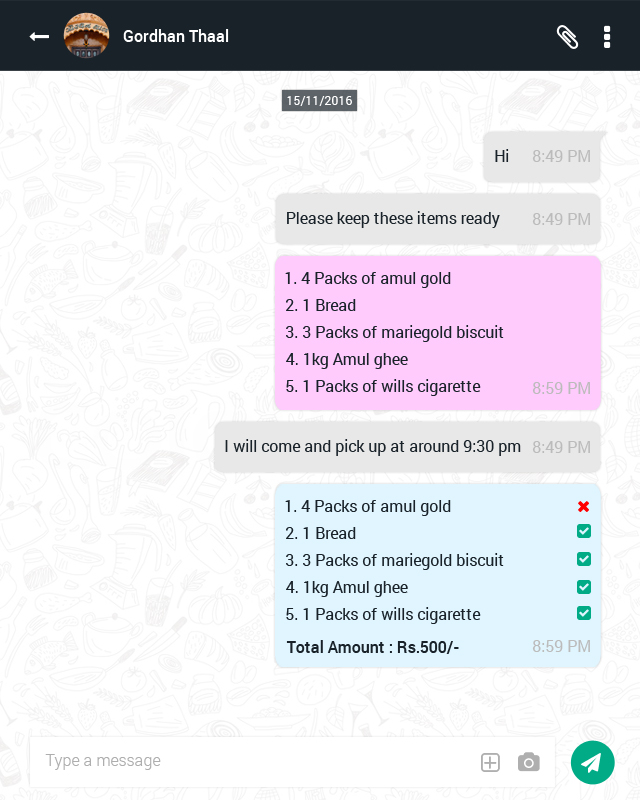 Gordhan Thaal
15/11/2016
Hi 8:49 PM
Please keep these items ready 8:49 PM
1. 4 Packs of amul gold
2. 1 Bread
3. 3 Packs of mariegold biscuit
4. 1kg Amul ghee
5. 1 Packs of wills cigarette 8:59 PM
I will come and pick up at around 9:30 pm 8:49 PM
1. 4 Packs of amul gold
2. 1 Bread
3. 3 Packs of mariegold biscuit
4. 1kg Amul ghee
5. 1 Packs of wills cigarette
Total Amount : Rs.500/- 8:59 PM
Type a message